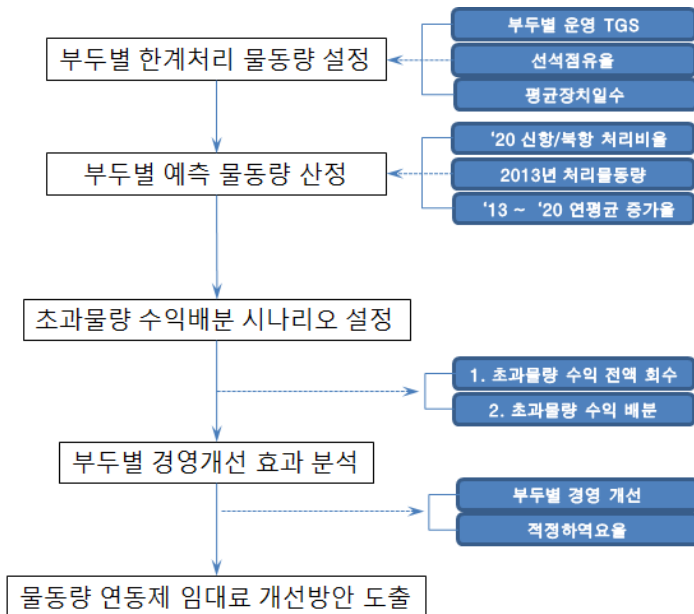 부두별 한계처리 물동량 설정
부두별 운영 TGS
선석점유율
평균장치일수
부두별 예측 물동량 산정
‘20 신항/북항 처리비율
2013년 처리물동량
‘13 ~ ‘20 연평균 증가율
초과물량 수익배분 시나리오 설정
1. 초과물량 수익 전액 회수
2. 초과물량 수익 배분
부두별 경영개선 효과 분석
부두별 경영 개선
적정하역요율
물동량 연동제 임대료 개선방안 도출